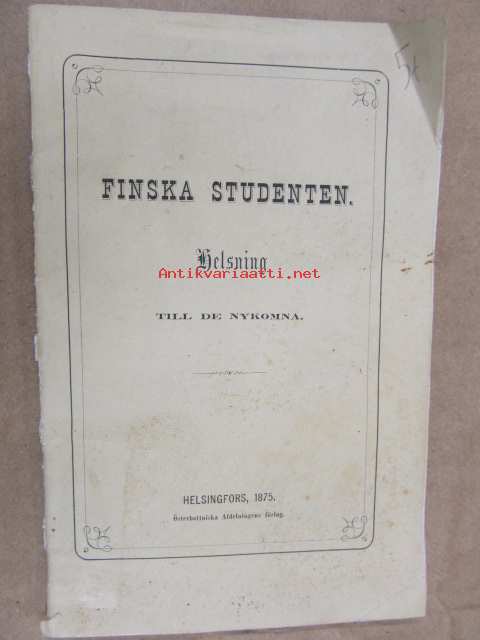 FINSKA STUDENTEN.
Helsning
Antikvariaatti.net
TILL DE NYKOMNA.
HELSINGFORS, 1875.
Österbottniska Afdelningens förlag.